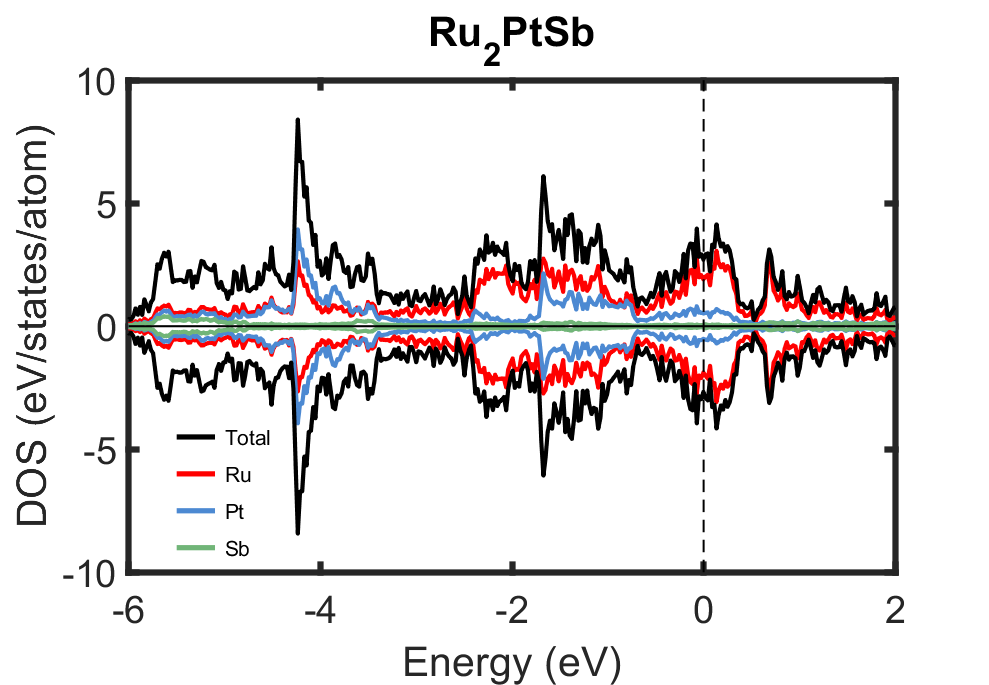 Ru₂PtSb
DOS (eV/states/atom)
10
5
0
-5
-10
Total
Ru
Pt
Sb
-6
-4
-2
0
2
Energy (eV)